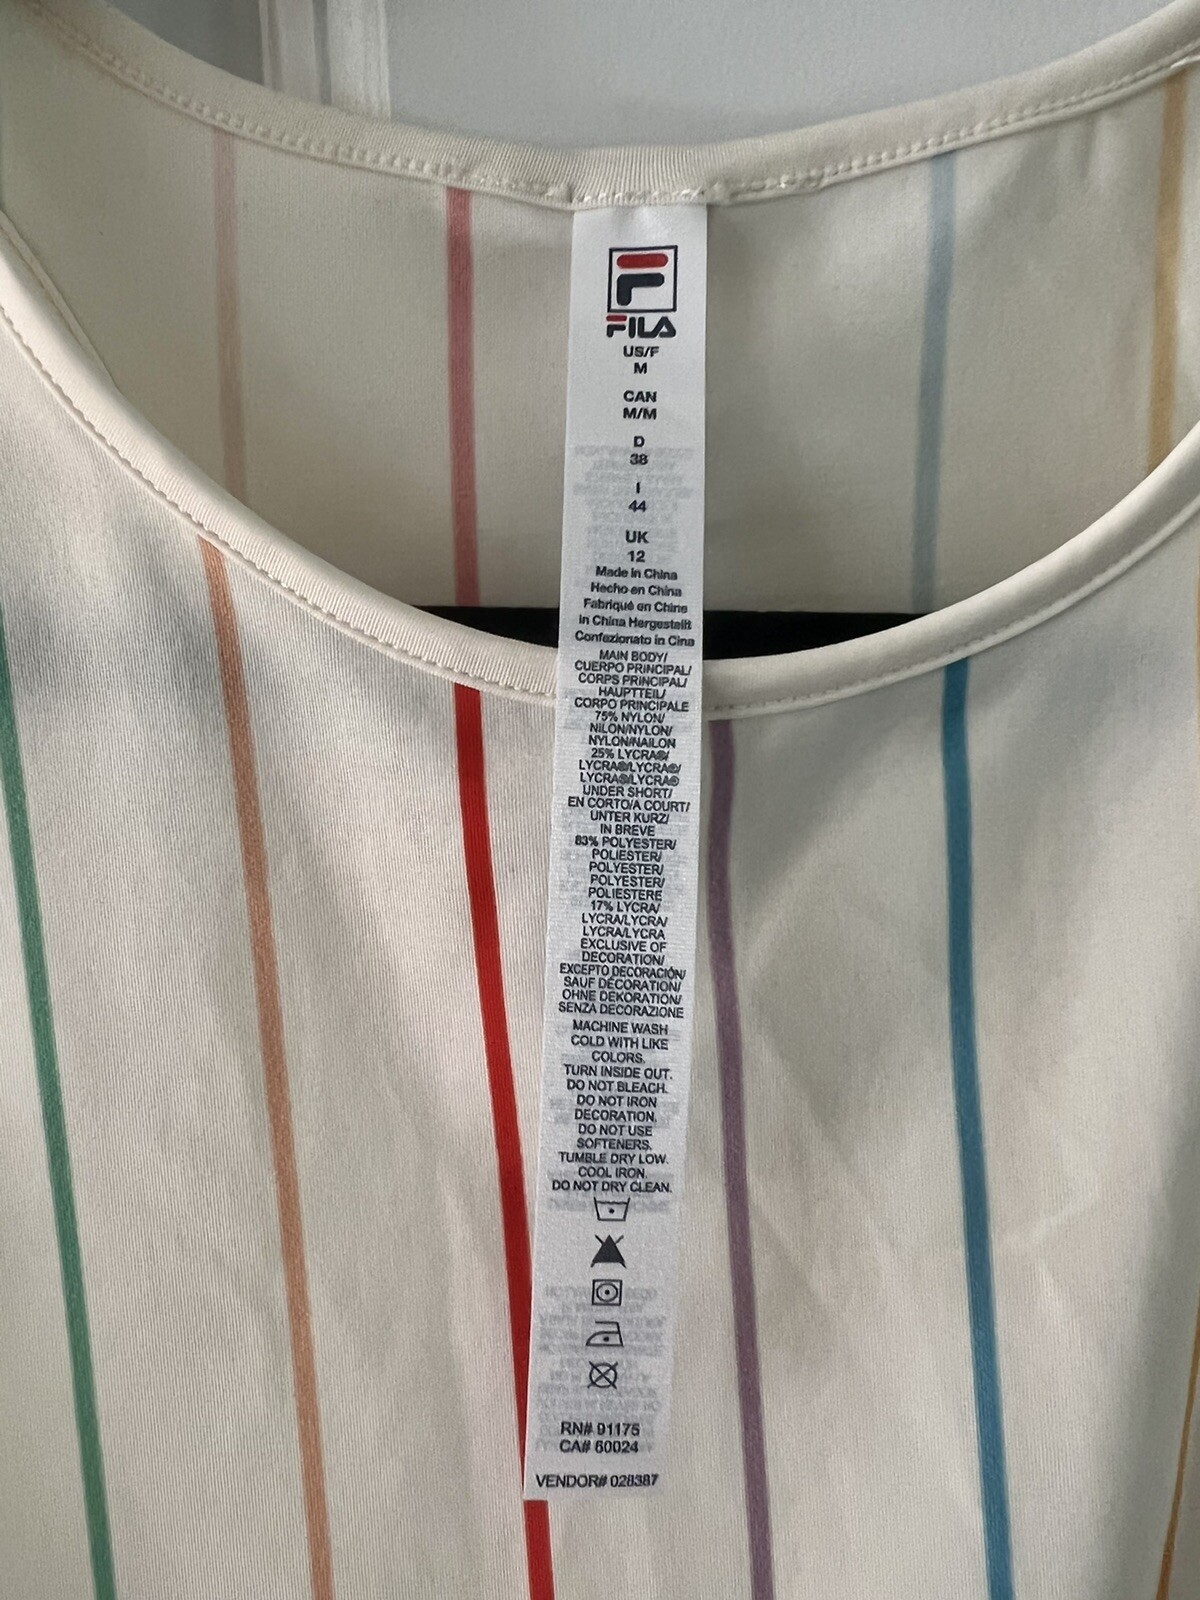 FILA
US/F
M
CAN
M/M
D
38
I
44
UK
12
Made in China
Hecho en China
Fabriqué en Chine
In China Hergestellt
Confezionato in Cina
MAIN BODY/
CUERPO PRINCIPAL/
CORPS PRINCIPAL/
HAUPTTEIL/
CORPO PRINCIPALE
75% NYLON/
NILON/NYLON/
NYLON/NAILON
25% LYCRA®/
LYCRA®/LYCRA®/
LYCRA®/LYCRA®
UNDER SHORT/
EN CORTO/A COURT/
UNTER KURZ/
IN BREVE
83% POLYESTER/
POLIESTER/
POLYESTER/
POLYESTER/
POLIESTERE
17% LYCRA/
LYCRA/LYCRA/
LYCRA/LYCRA
EXCLUSIVE OF
DECORATION/
EXCEPTO DECORACIÓN/
SAUF DÉCORATION/
OHNE DEKORATION/
SENZA DECORAZIONE
MACHINE WASH
COLD WITH LIKE
COLORS.
TURN INSIDE OUT.
DO NOT BLEACH.
DO NOT IRON
DECORATION.
DO NOT USE
SOFTENERS.
TUMBLE DRY LOW.
COOL IRON.
DO NOT DRY CLEAN.
RN# 91175
CA# 60024
VENDOR# 028387